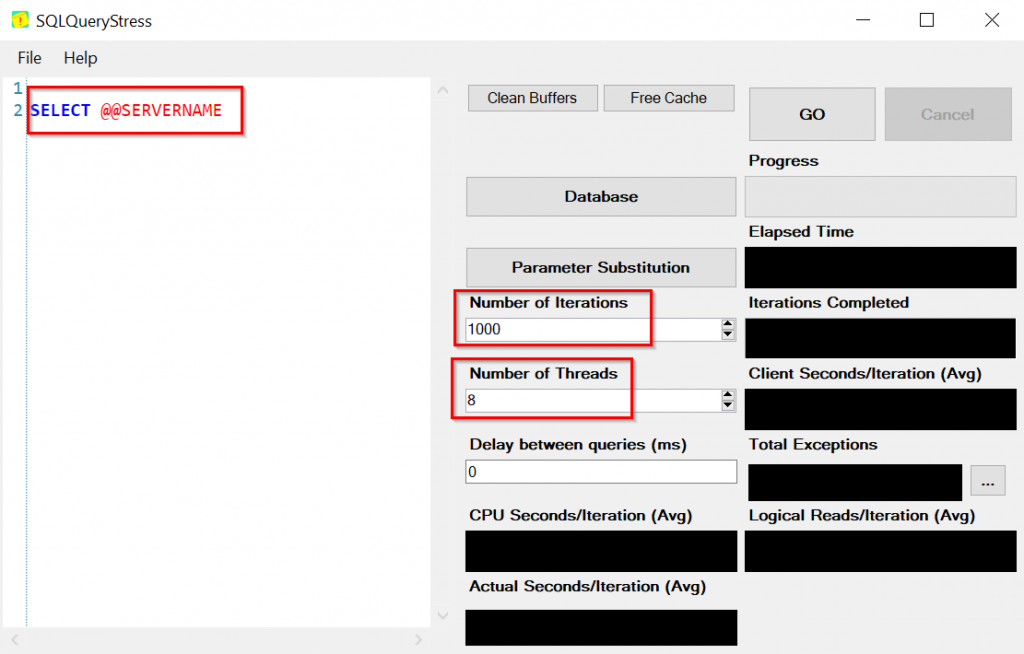 SQLQueryStress
File Help
1
2 SELECT @@SERVERNAME
Clean Buffers Free Cache
GO Cancel
Progress
Database
Elapsed Time
Parameter Substitution
Number of Iterations
1000
Iterations Completed
Number of Threads
8
Client Seconds/Iteration (Avg)
Delay between queries (ms)
0
Total Exceptions
...
CPU Seconds/Iteration (Avg)
Logical Reads/Iteration (Avg)
Actual Seconds/Iteration (Avg)